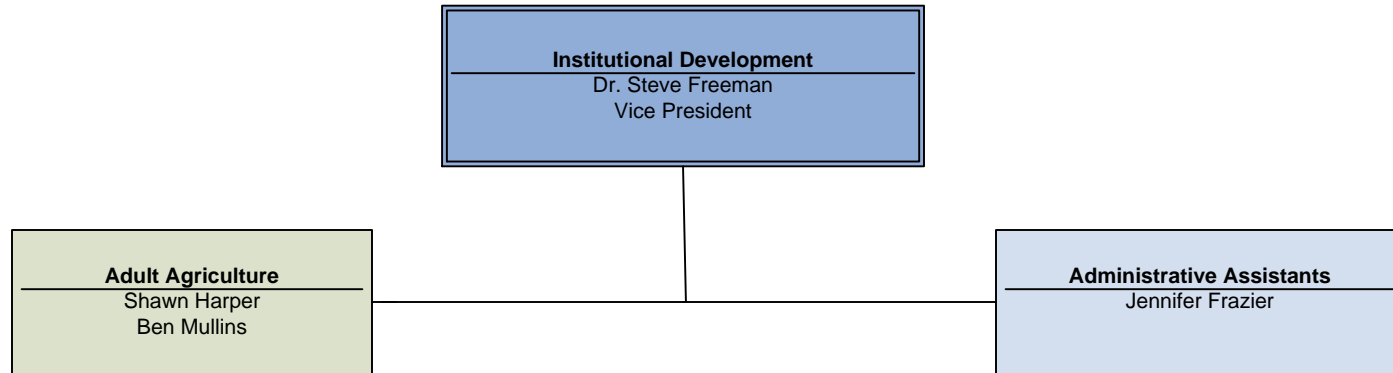 Institutional Development
Dr. Steve Freeman
Vice President
Adult Agriculture
Shawn Harper
Ben Mullins
Administrative Assistants
Jennifer Frazier